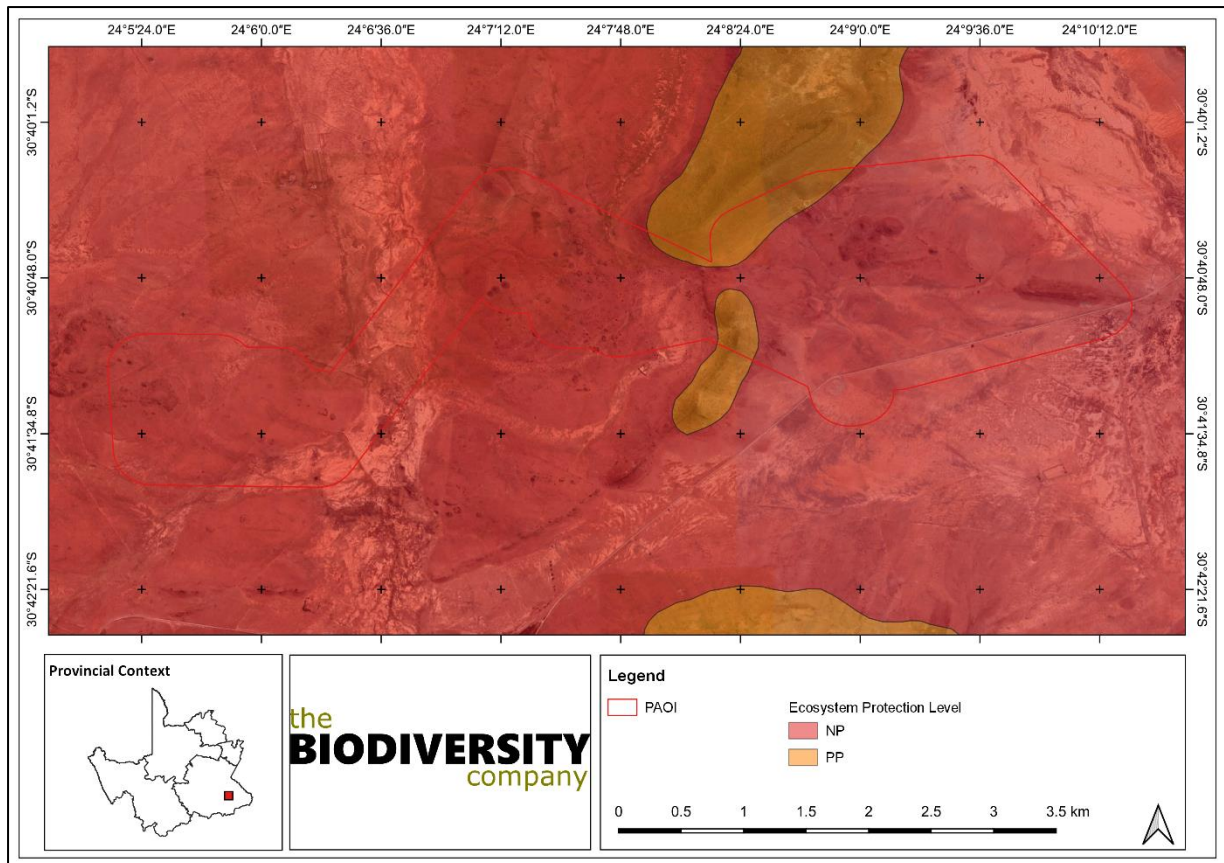 24°5'24.0"E 24°6'0.0"E 24°6'36.0"E 24°7'12.0"E 24°7'48.0"E 24°8'24.0"E 24°9'0.0"E 24°9'36.0"E 24°10'12.0"E
30°40'1.2"S 30°40'1.2"S
30°40'48.0"S 30°40'48.0"S
30°41'34.8"S 30°41'34.8"S
30°42'21.6"S 30°42'21.6"S
Provincial Context
the
BIODIVERSITY
company
Legend
PAOI
Ecosystem Protection Level
NP
PP
0 0.5 1 1.5 2 2.5 3 3.5 km